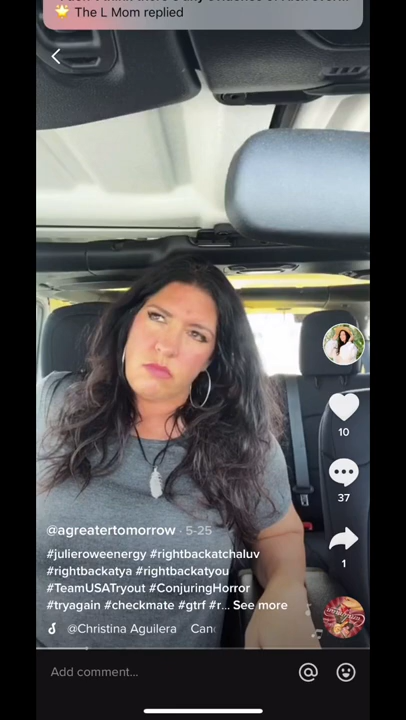 The L Mom replied
10
37
1
@agreatertomorrow · 5-25
#julieroweenergy #rightbackatchaluv
#rightbackatya #rightbackatyou
#TeamUSATryout #ConjuringHorror
#tryagain #checkmate #gtrf #r... See more
@Christina Aguilera Can
Add comment...